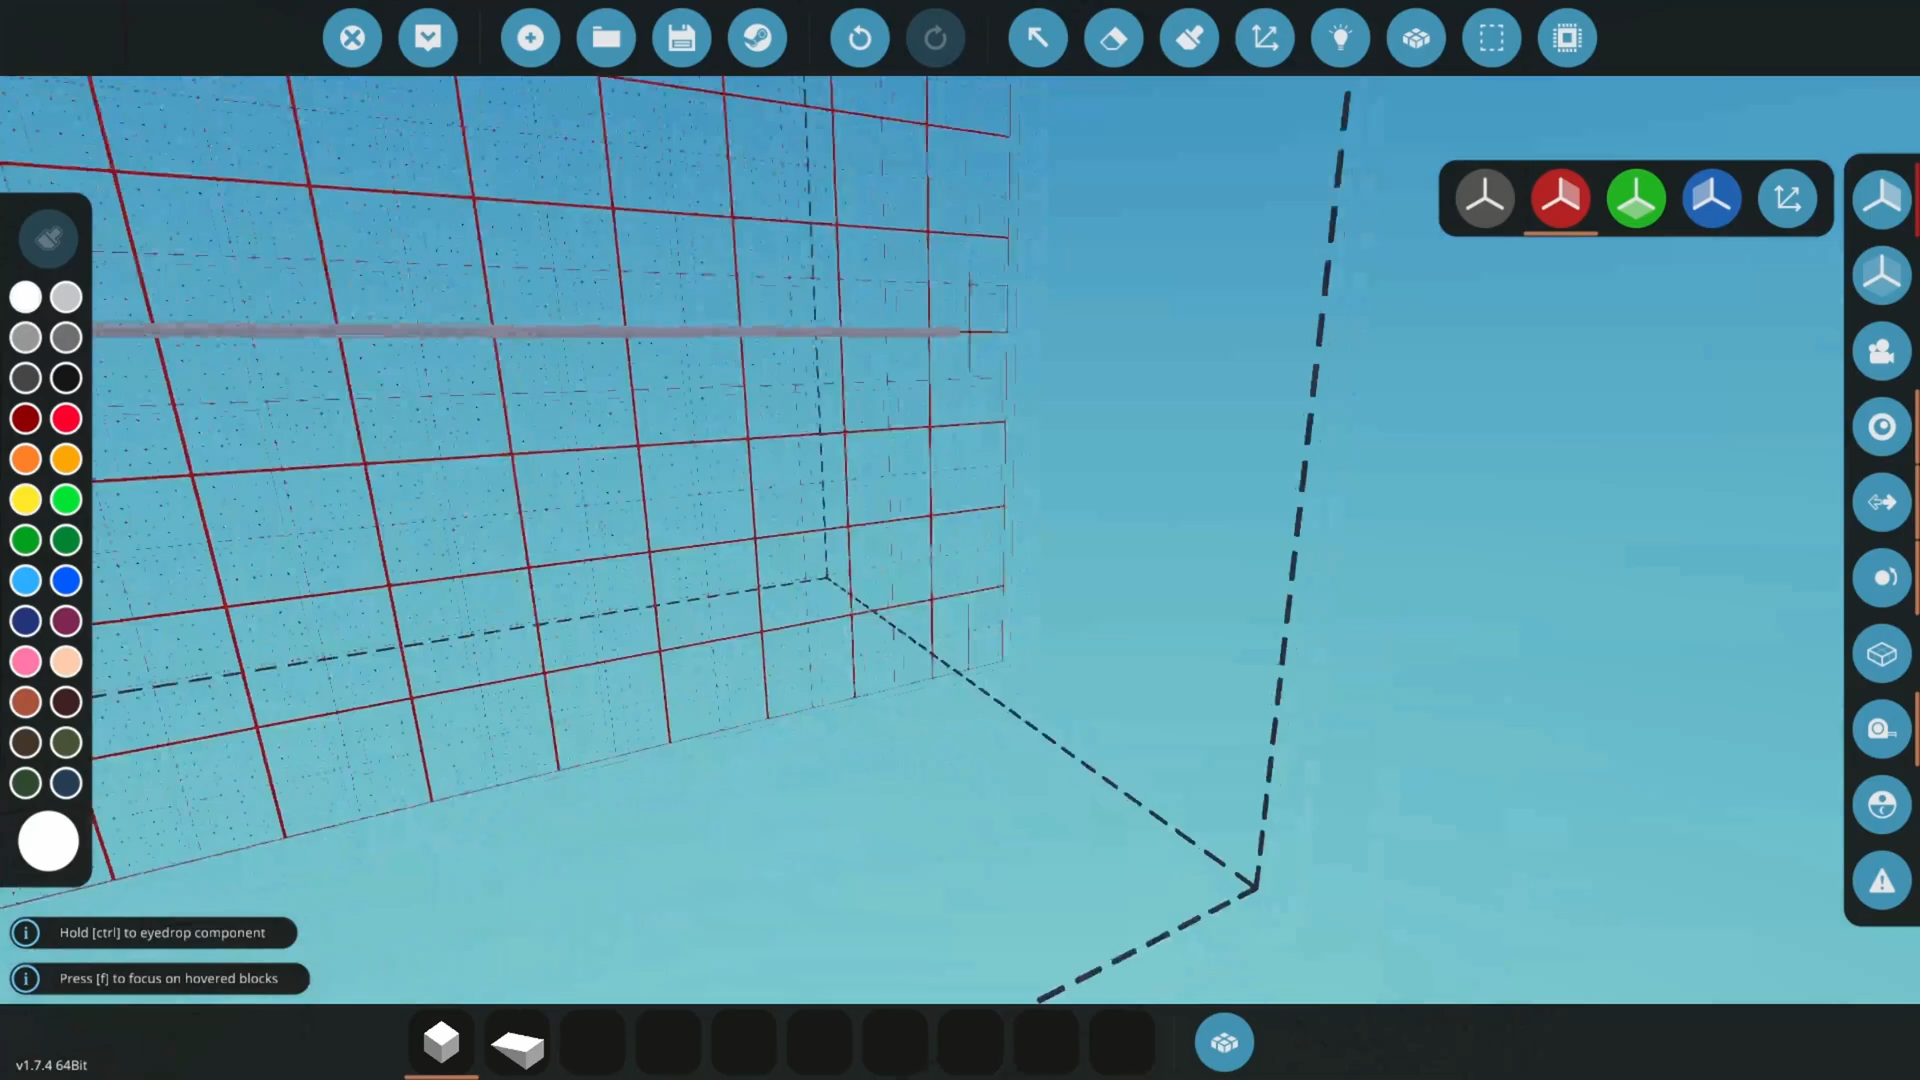 Hold [ctrl] to eyedrop component
Press [f] to focus on hovered blocks
v1.7.4 64Bit